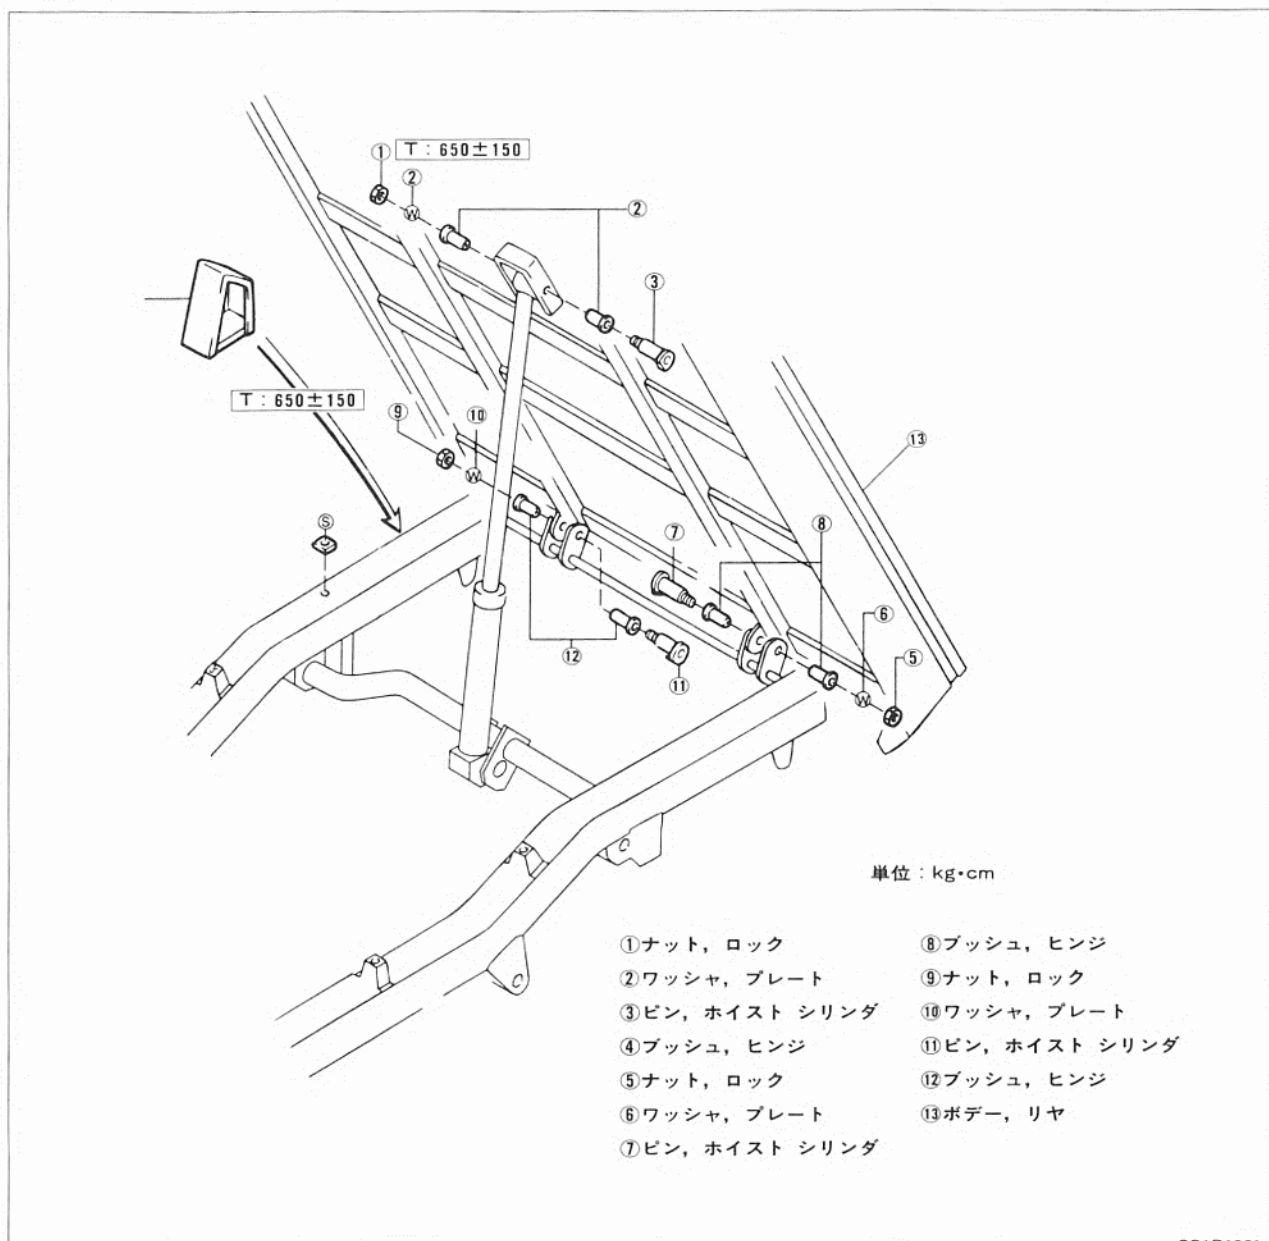 ① T : 650±150
②
②
③
T : 650±150
⑨
⑩
⑬
Ⓢ
⑦
⑧
⑥
⑤
⑫
⑪
W
W
W
単位 : kg・cm
①ナット, ロック
②ワッシャ, プレート
③ピン, ホイスト シリンダ
④ブッシュ, ヒンジ
⑤ナット, ロック
⑥ワッシャ, プレート
⑦ピン, ホイスト シリンダ
⑧ブッシュ, ヒンジ
⑨ナット, ロック
⑩ワッシャ, プレート
⑪ピン, ホイスト シリンダ
⑫ブッシュ, ヒンジ
⑬ボデー, リヤ